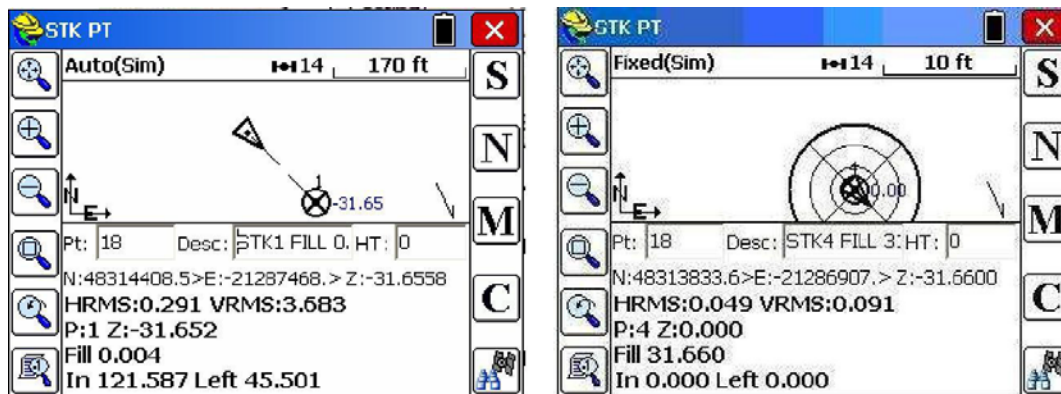 STK PT
Auto(Sim) 14 170 ft
S
N
M
C
1
-31.65
N
E
Pt: 18 Desc: STK1 FILL 0. HT: 0
N:48314408.5>E:-21287468.> Z:-31.6558
HRMS:0.291 VRMS:3.683
P:1 Z:-31.652
Fill 0.004
In 121.587 Left 45.501
STK PT
Fixed(Sim) 14 10 ft
S
N
M
C
00.00
N
E
Pt: 18 Desc: STK4 FILL 3: HT: 0
N:48313833.6>E:-21286907.> Z:-31.6600
HRMS:0.049 VRMS:0.091
P:4 Z:0.000
Fill 31.660
In 0.000 Left 0.000